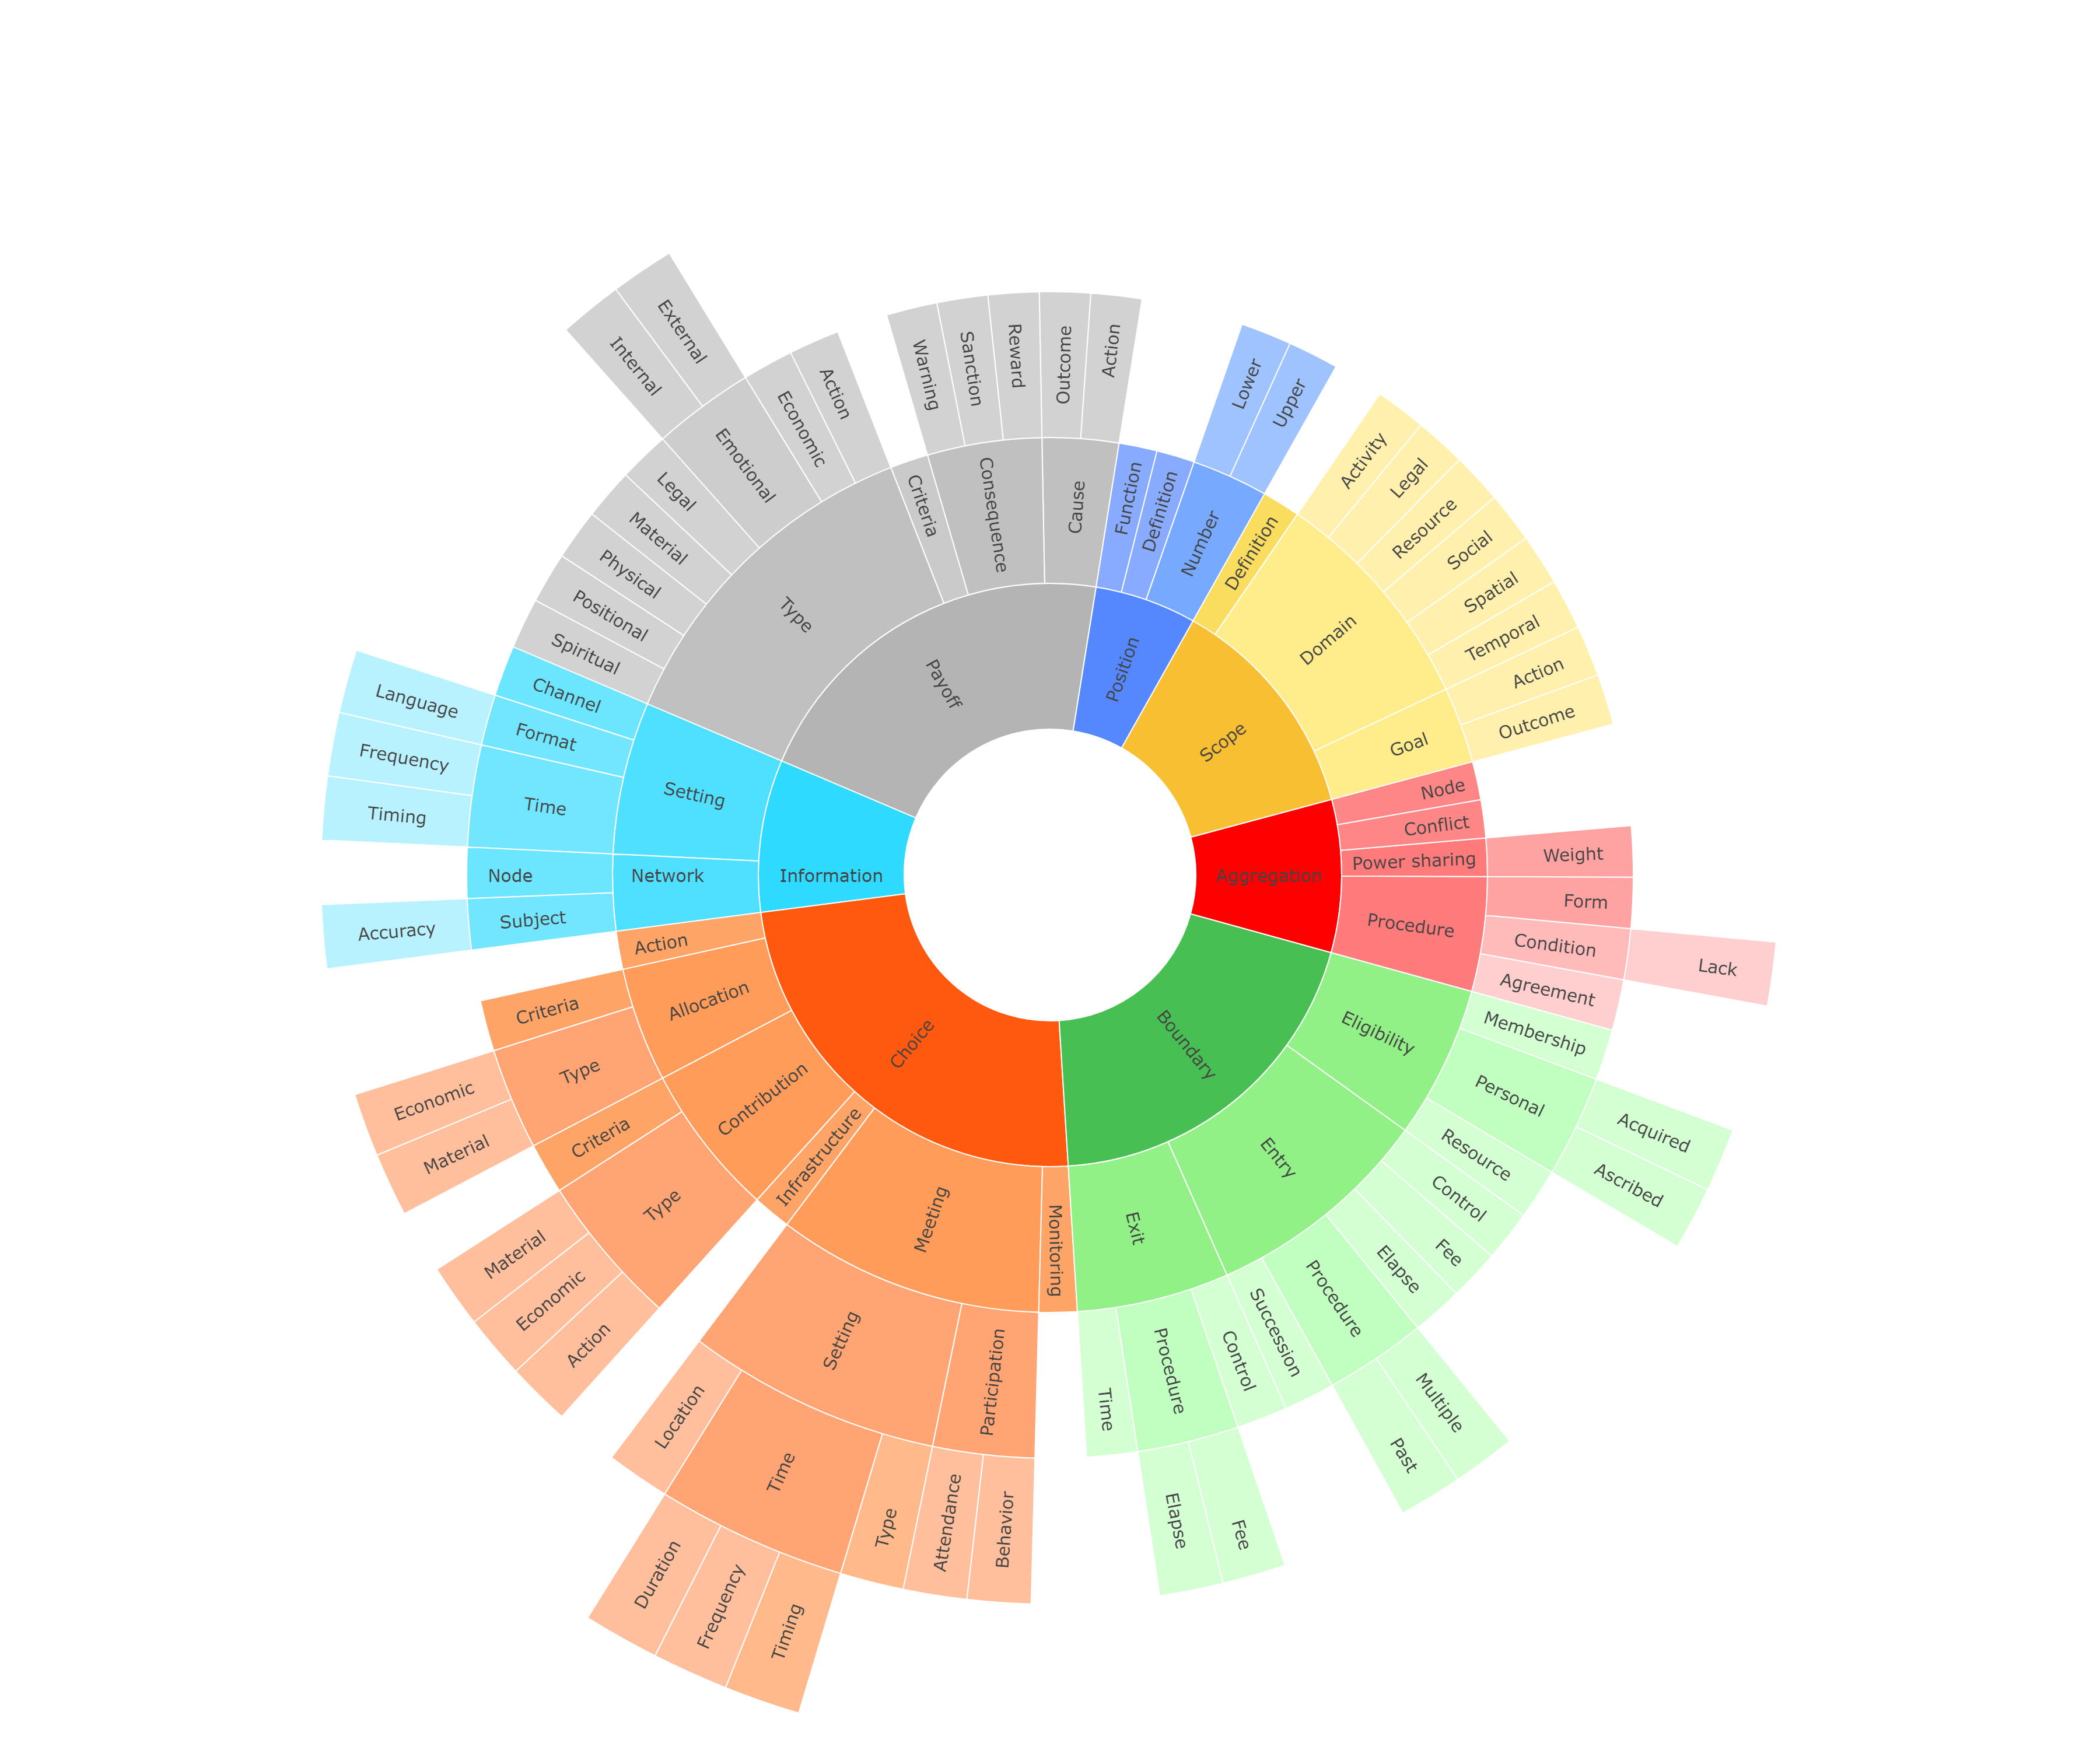 Payoff
Type
External
Internal
Emotional
Economic
Action
Legal
Material
Physical
Positional
Spiritual
Criteria
Consequence
Warning
Sanction
Reward
Cause
Outcome
Action
Position
Function
Definition
Number
Lower
Upper
Scope
Definition
Domain
Activity
Legal
Resource
Social
Spatial
Temporal
Goal
Action
Outcome
Aggregation
Node
Conflict
Power sharing
Weight
Procedure
Form
Condition
Lack
Agreement
Boundary
Eligibility
Membership
Personal
Acquired
Ascribed
Resource
Entry
Control
Fee
Elapse
Procedure
Multiple
Past
Succession
Exit
Control
Procedure
Fee
Elapse
Time
Choice
Monitoring
Meeting
Participation
Behavior
Attendance
Setting
Type
Time
Timing
Frequency
Duration
Location
Infrastructure
Contribution
Type
Action
Economic
Material
Criteria
Allocation
Type
Material
Economic
Criteria
Action
Information
Network
Subject
Accuracy
Node
Setting
Time
Timing
Frequency
Format
Language
Channel